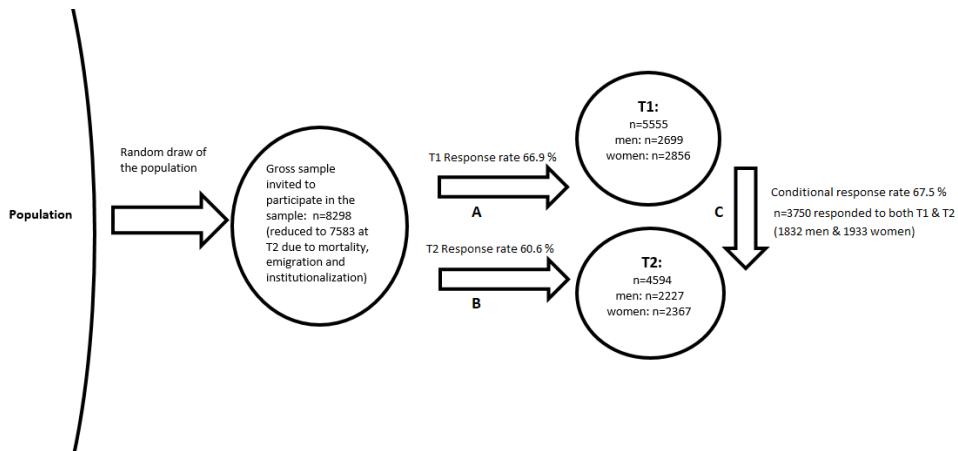 Population
Random draw of
the population
Gross sample
invited to
participate in the
sample: n=8298
(reduced to 7583 at
T2 due to mortality,
emigration and
institutionalization)
T1 Response rate 66.9 %
A
T2 Response rate 60.6 %
B
T1:
n=5555
men: n=2699
women: n=2856
T2:
n=4594
men: n=2227
women: n=2367
C
Conditional response rate 67.5 %
n=3750 responded to both T1 & T2
(1832 men & 1933 women)